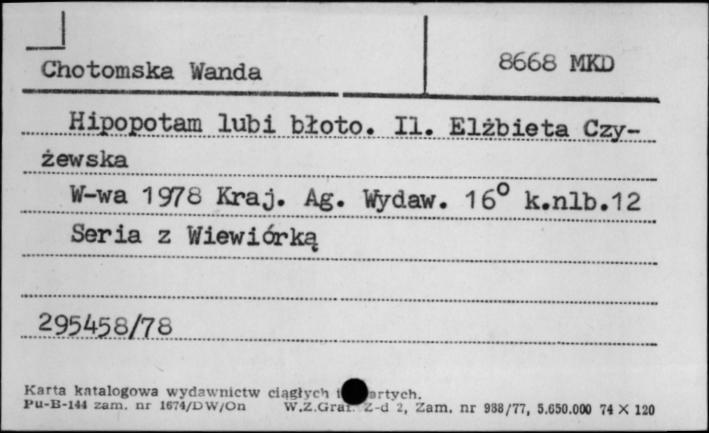 Chotomska Wanda
8668 MKD
Hipopotam lubi błoto. Il. Elżbieta Czy-
żewska
W-wa 1978 Kraj. Ag. Wydaw. 16° k.nlb.12
Seria z Wiewiórką
295458/78
Karta katalogowa wydawnictw ciągłych
Pu-B-144 zam. nr 1674/DW/On W.Z.Graf. Z-d 2, Zam. nr 988/77, 5.650.000 74 X 120